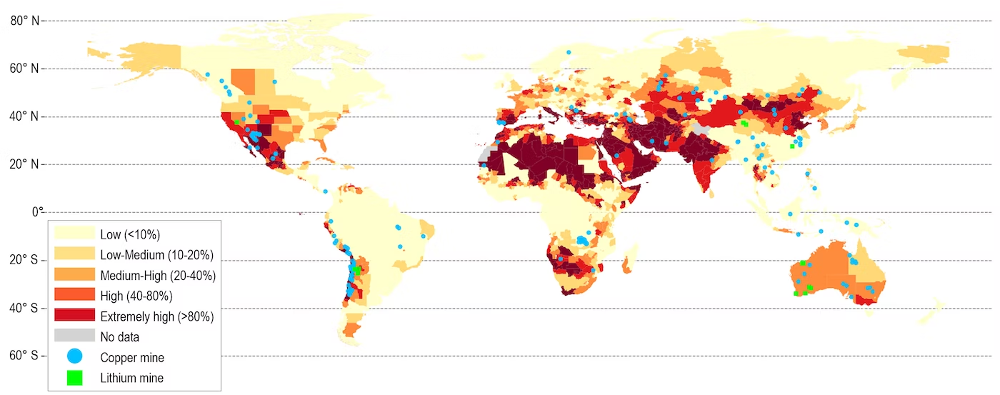 80° N
60° N
40° N
20° N
0°
20° S
40° S
60° S
Low (<10%)
Low-Medium (10-20%)
Medium-High (20-40%)
High (40-80%)
Extremely high (>80%)
No data
Copper mine
Lithium mine